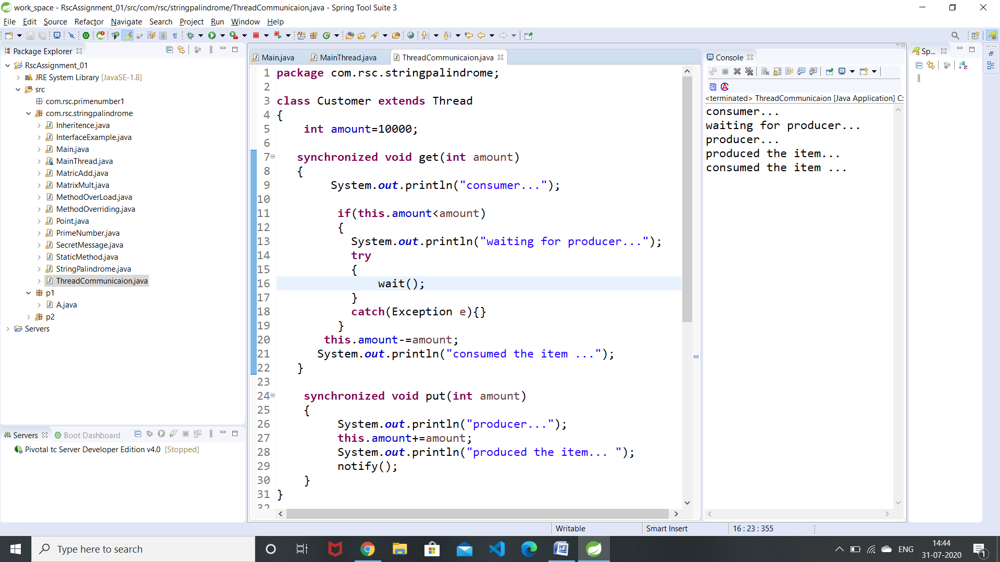 work_space - RscAssignment_01/src/com/rsc/stringpalindrome/ThreadCommunicaion.java - Spring Tool Suite 3
File Edit Source Refactor Navigate Search Project Run Window Help
Package Explorer
RscAssignment_01
JRE System Library [JavaSE-1.8]
src
com.rsc.primenumber1
com.rsc.stringpalindrome
Inheritence.java
InterfaceExample.java
Main.java
MainThread.java
MatricAdd.java
MatrixMult.java
MethodOverLoad.java
MethodOverriding.java
Point.java
PrimeNumber.java
SecretMessage.java
StaticMethod.java
StringPalindrome.java
ThreadCommunicaion.java
p1
A.java
p2
Servers
Servers Boot Dashboard
Pivotal tc Server Developer Edition v4.0 [Stopped]
Main.java MainThread.java ThreadCommunicaion.java
1 package com.rsc.stringpalindrome;
2
3 class Customer extends Thread
4 {
5 int amount=10000;
6
7 synchronized void get(int amount)
8 {
9 System.out.println("consumer...");
10
11 if(this.amount<amount)
12 {
13 System.out.println("waiting for producer...");
14 try
15 {
16 wait();
17 }
18 catch(Exception e){}
19 }
20 this.amount-=amount;
21 System.out.println("consumed the item ...");
22 }
23
24 synchronized void put(int amount)
25 {
26 System.out.println("producer...");
27 this.amount+=amount;
28 System.out.println("produced the item... ");
29 notify();
30 }
31 }
32
Console
<terminated> ThreadCommunicaion [Java Application] C:
consumer...
waiting for producer...
producer...
produced the item...
consumed the item ...
Sp...
Writable Smart Insert 16 : 23 : 355
Type here to search
ENG
14:44
31-07-2020
1